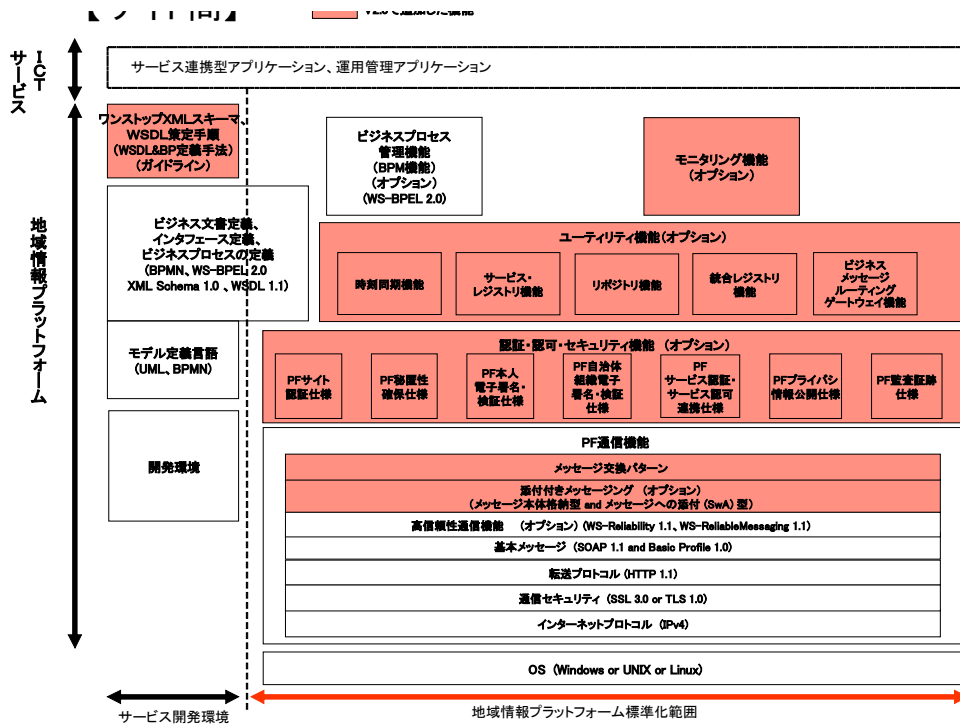 【サイト間】
V2.0で追加した機能
ICT
サービス
サービス連携型アプリケーション、運用管理アプリケーション
ワンストップXMLスキーマ、
WSDL策定手順
(WSDL&BP定義手法)
(ガイドライン)
ビジネスプロセス
管理機能
(BPM機能)
(オプション)
(WS-BPEL 2.0)
モニタリング機能
(オプション)
地域情報プラットフォーム
ビジネス文書定義、
インタフェース定義、
ビジネスプロセスの定義
(BPMN、WS-BPEL 2.0
XML Schema 1.0 、WSDL 1.1)
ユーティリティ機能(オプション)
時刻同期機能
サービス・
レジストリ機能
リポジトリ機能
統合レジストリ
機能
ビジネス
メッセージ
ルーティング
ゲートウェイ機能
モデル定義言語
(UML、BPMN)
認証・認可・セキュリティ機能 (オプション)
PFサイト
認証仕様
PF秘匿性
確保仕様
PF本人
電子署名・
検証仕様
PF自治体
組織電子
署名・検証
仕様
PF
サービス認証・
サービス認可
連携仕様
PFプライバシ
情報公開仕様
PF監査証跡
仕様
開発環境
PF通信機能
メッセージ交換パターン
添付付きメッセージング (オプション)
(メッセージ本体格納型 and メッセージへの添付 (SwA) 型)
高信頼性通信機能 (オプション) (WS-Reliability 1.1、WS-ReliableMessaging 1.1)
基本メッセージ (SOAP 1.1 and Basic Profile 1.0)
転送プロトコル (HTTP 1.1)
通信セキュリティ (SSL 3.0 or TLS 1.0)
インターネットプロトコル (IPv4)
OS (Windows or UNIX or Linux)
サービス開発環境
地域情報プラットフォーム標準化範囲